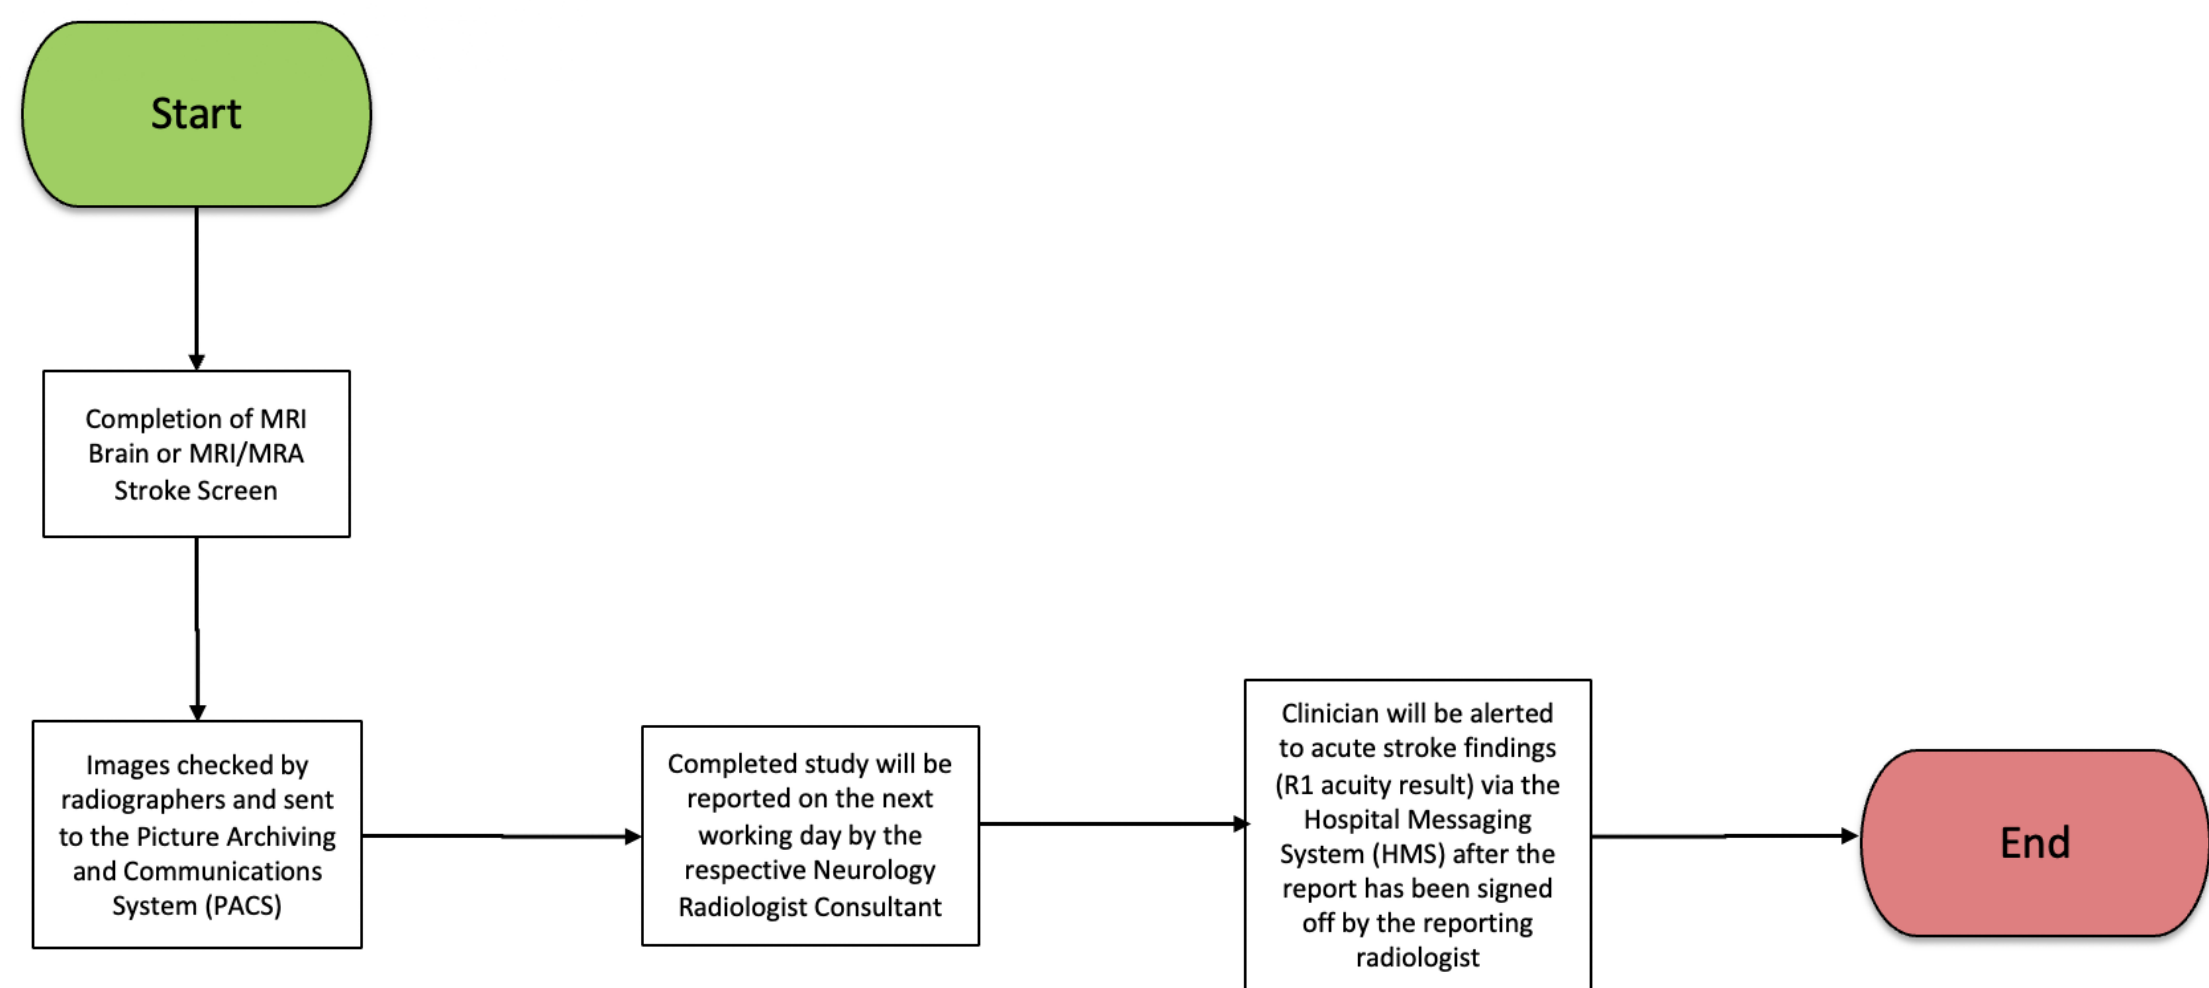 Start
Completion of MRI
Brain or MRI/MRA
Stroke Screen
Images checked by
radiographers and sent
to the Picture Archiving
and Communications
System (PACS)
Completed study will be
reported on the next
working day by the
respective Neurology
Radiologist Consultant
Clinician will be alerted
to acute stroke findings
(R1 acuity result) via the
Hospital Messaging
System (HMS) after the
report has been signed
off by the reporting
radiologist
End